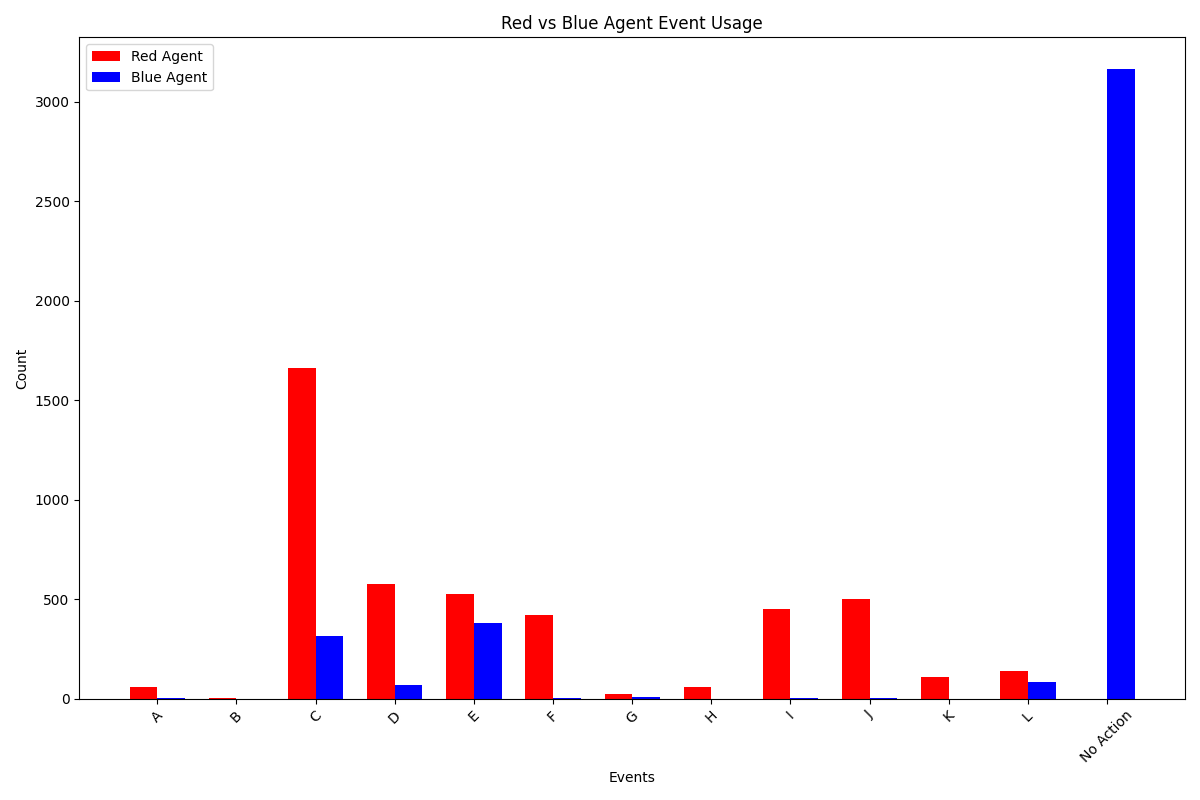 Red vs Blue Agent Event Usage
Red Agent
Blue Agent
3000
2500
2000
1500
1000
500
0
Count
A B C D E F G H I J K L No Action
Events